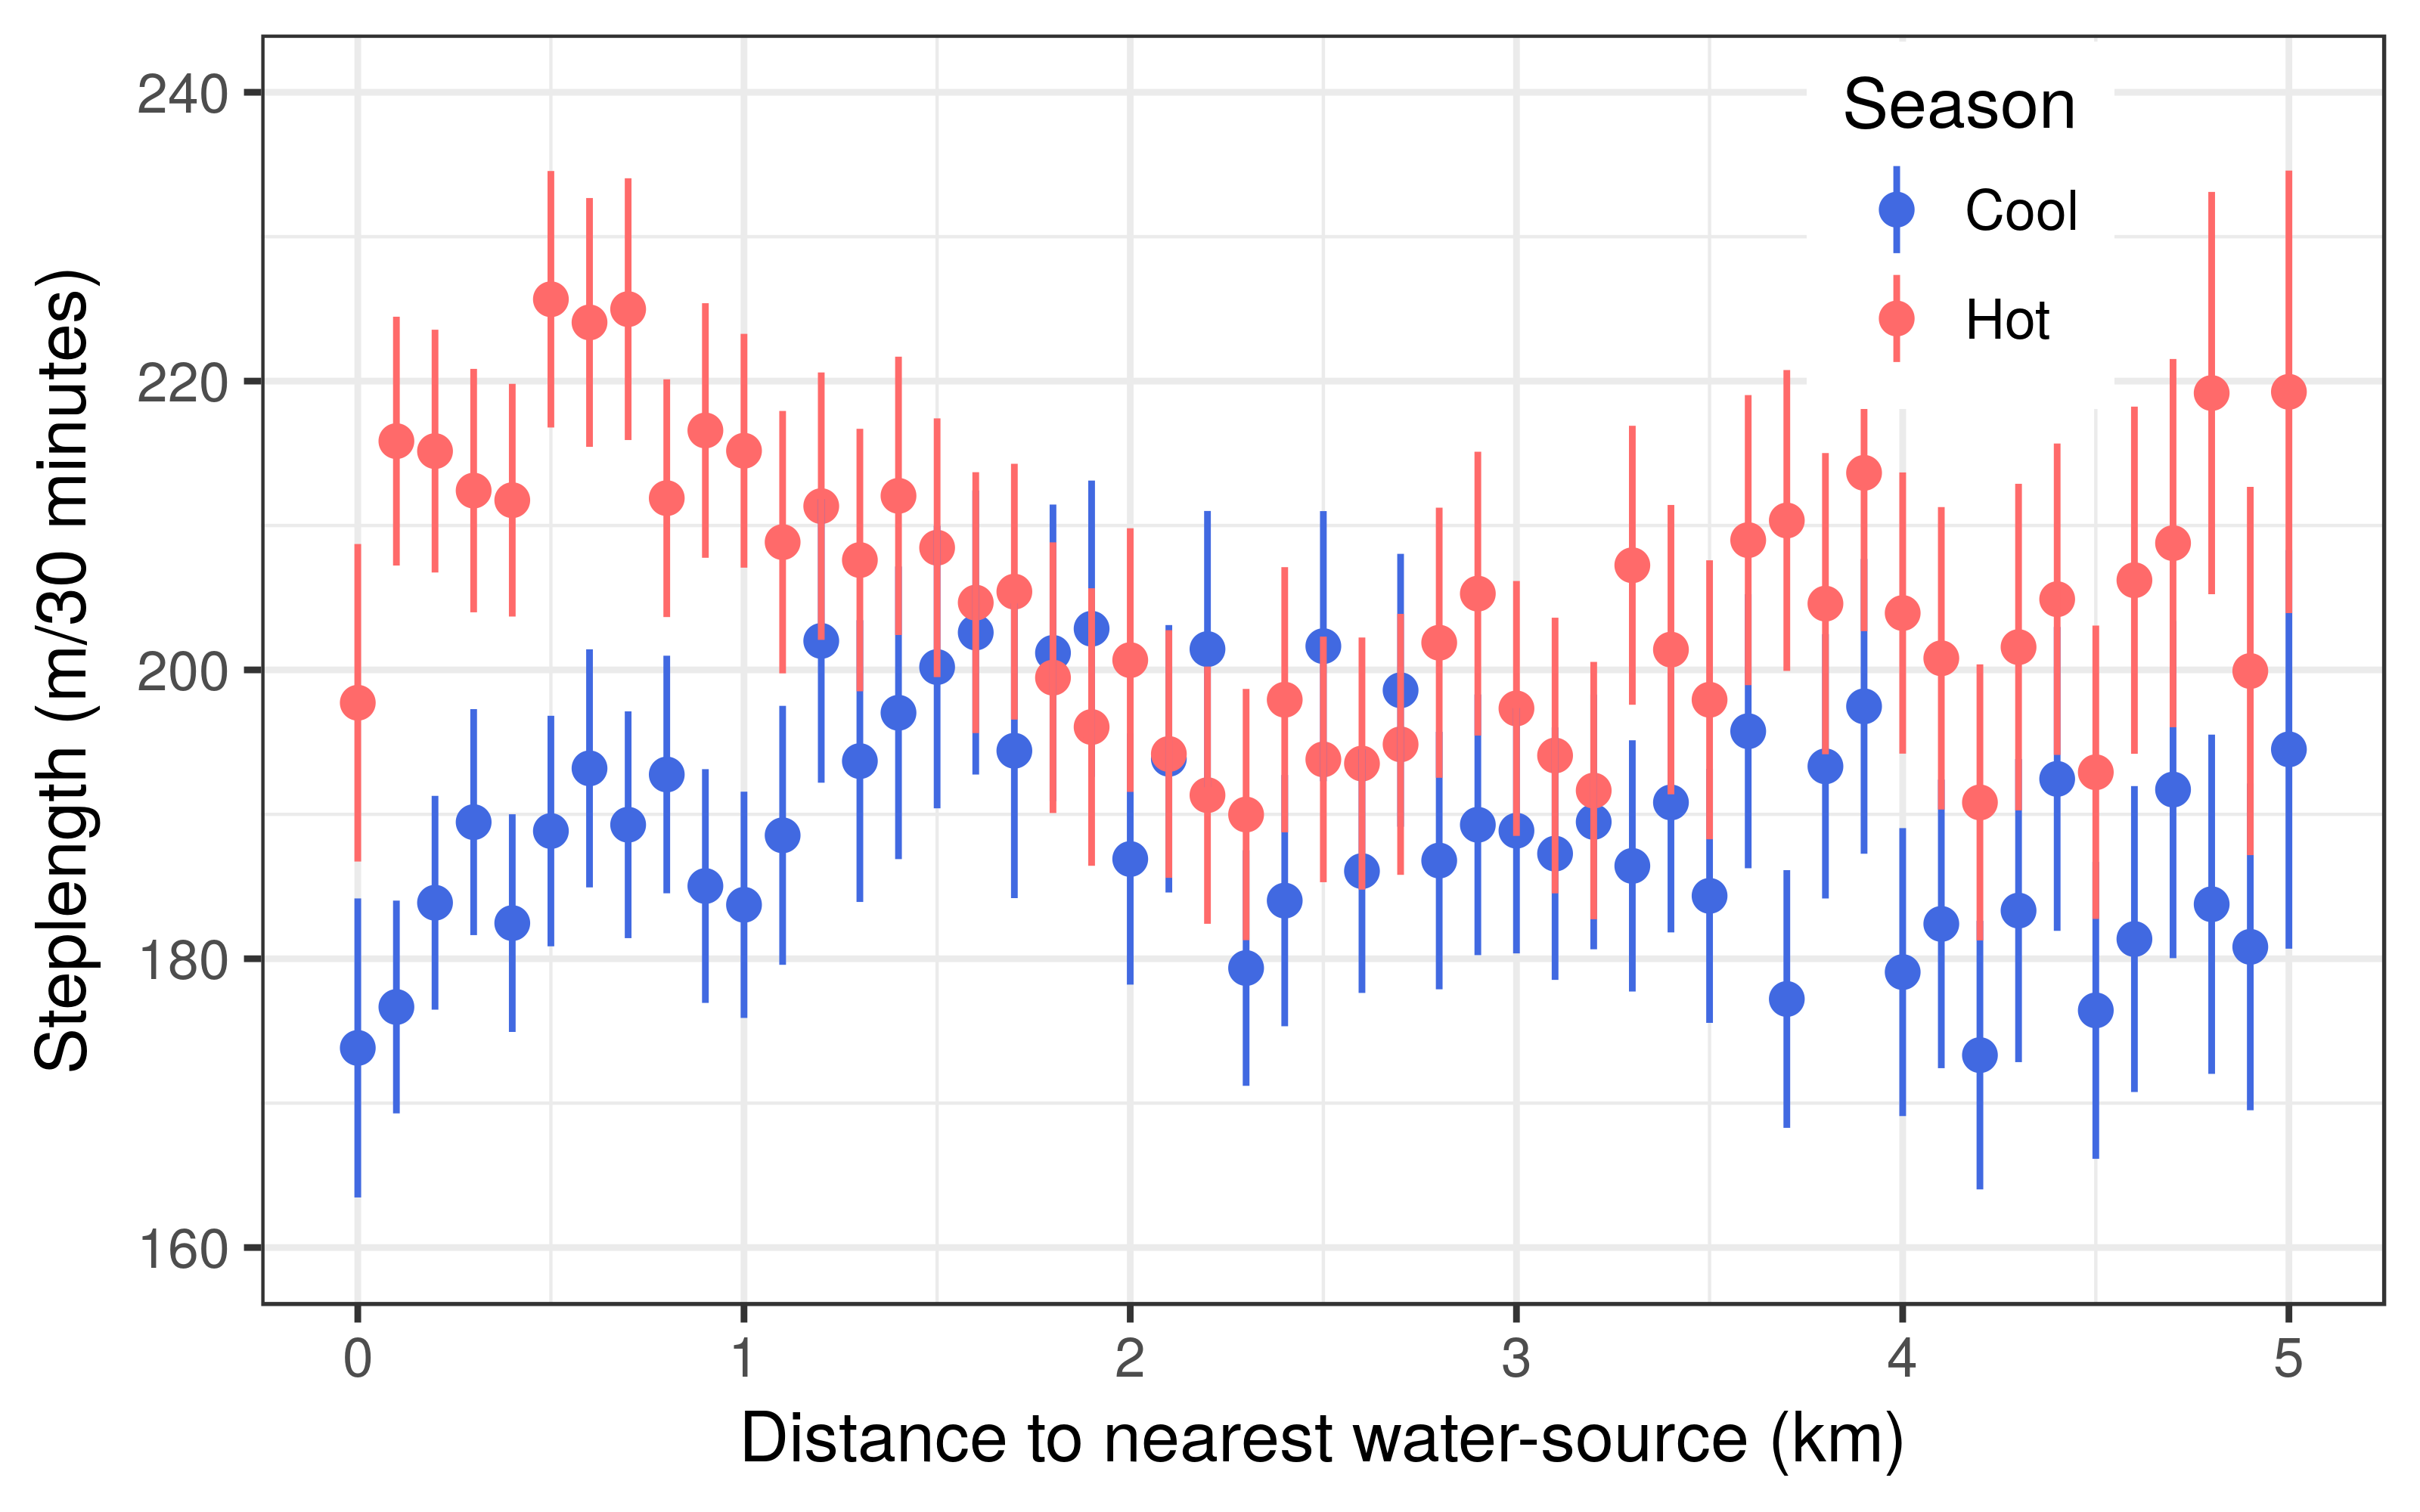 Steplength (m/30 minutes)
240
220
200
180
160
Season
Cool
Hot
0 1 2 3 4 5
Distance to nearest water-source (km)